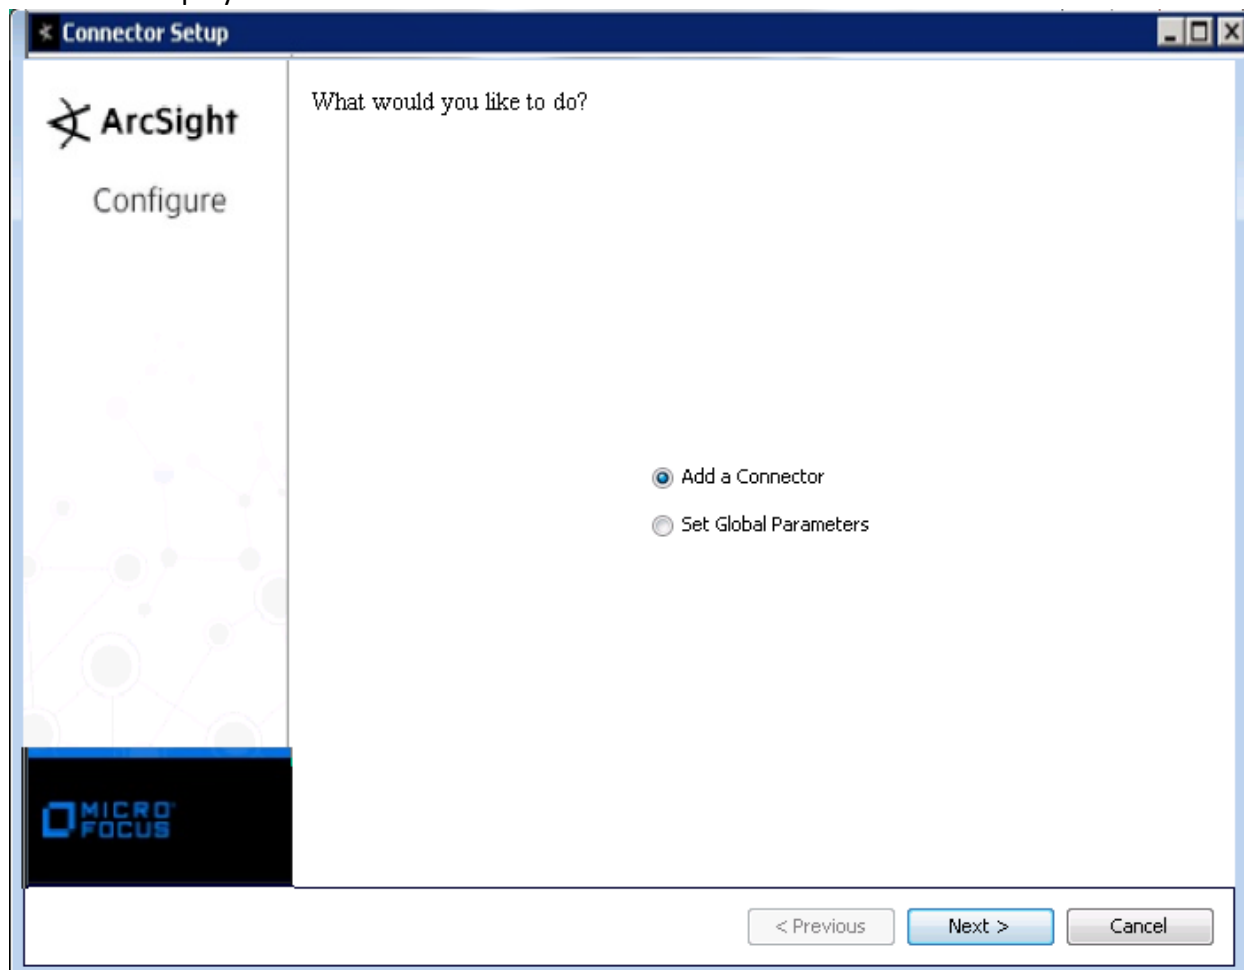 Connector Setup
ArcSight
Configure
What would you like to do?
Add a Connector
Set Global Parameters
MICRO
FOCUS
< Previous
Next >
Cancel